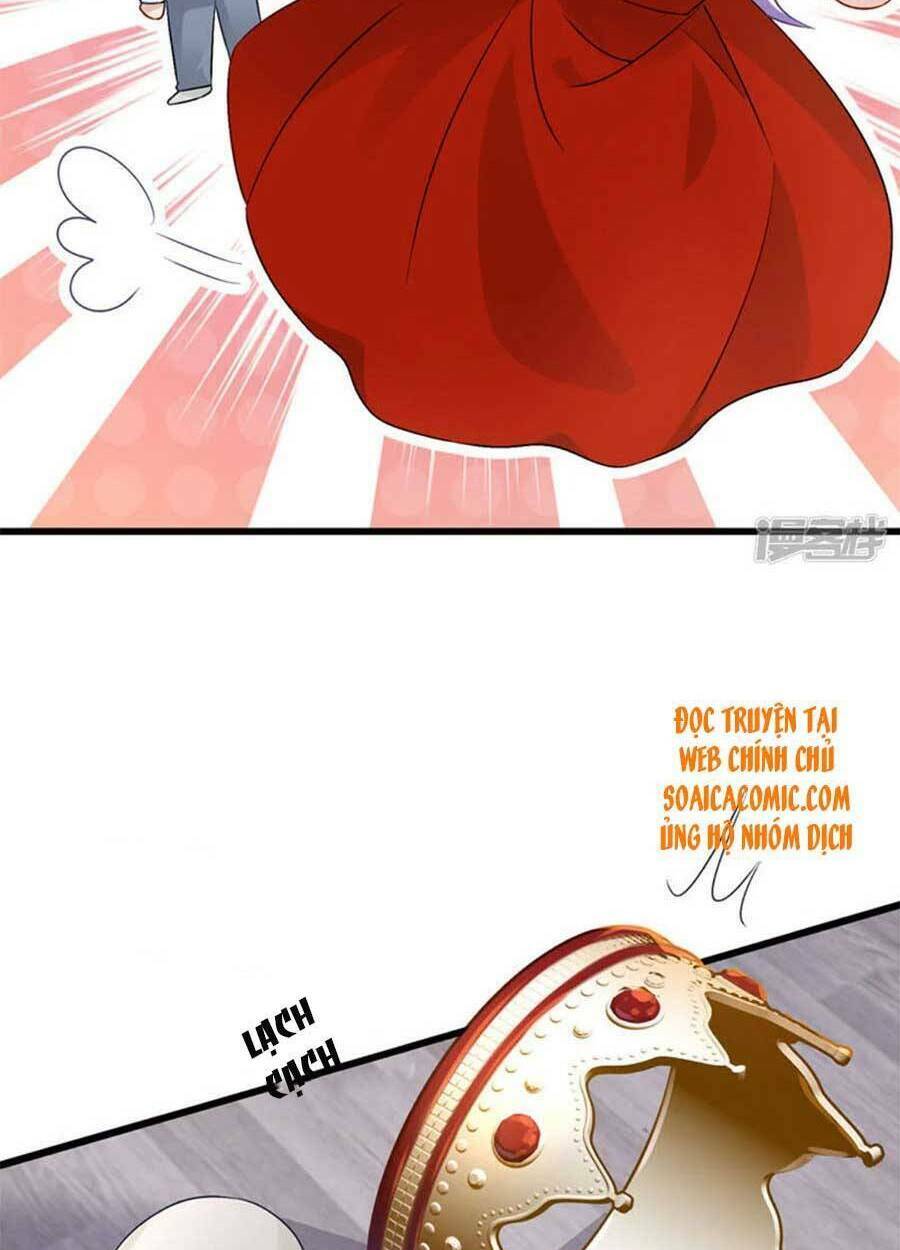 漫客栈
ĐỌC TRUYỆN TẠI
WEB CHÍNH CHỦ
SOAICACOMIC.COM
ỦNG HỘ NHÓM DỊCH
LẠCH
CẠCH